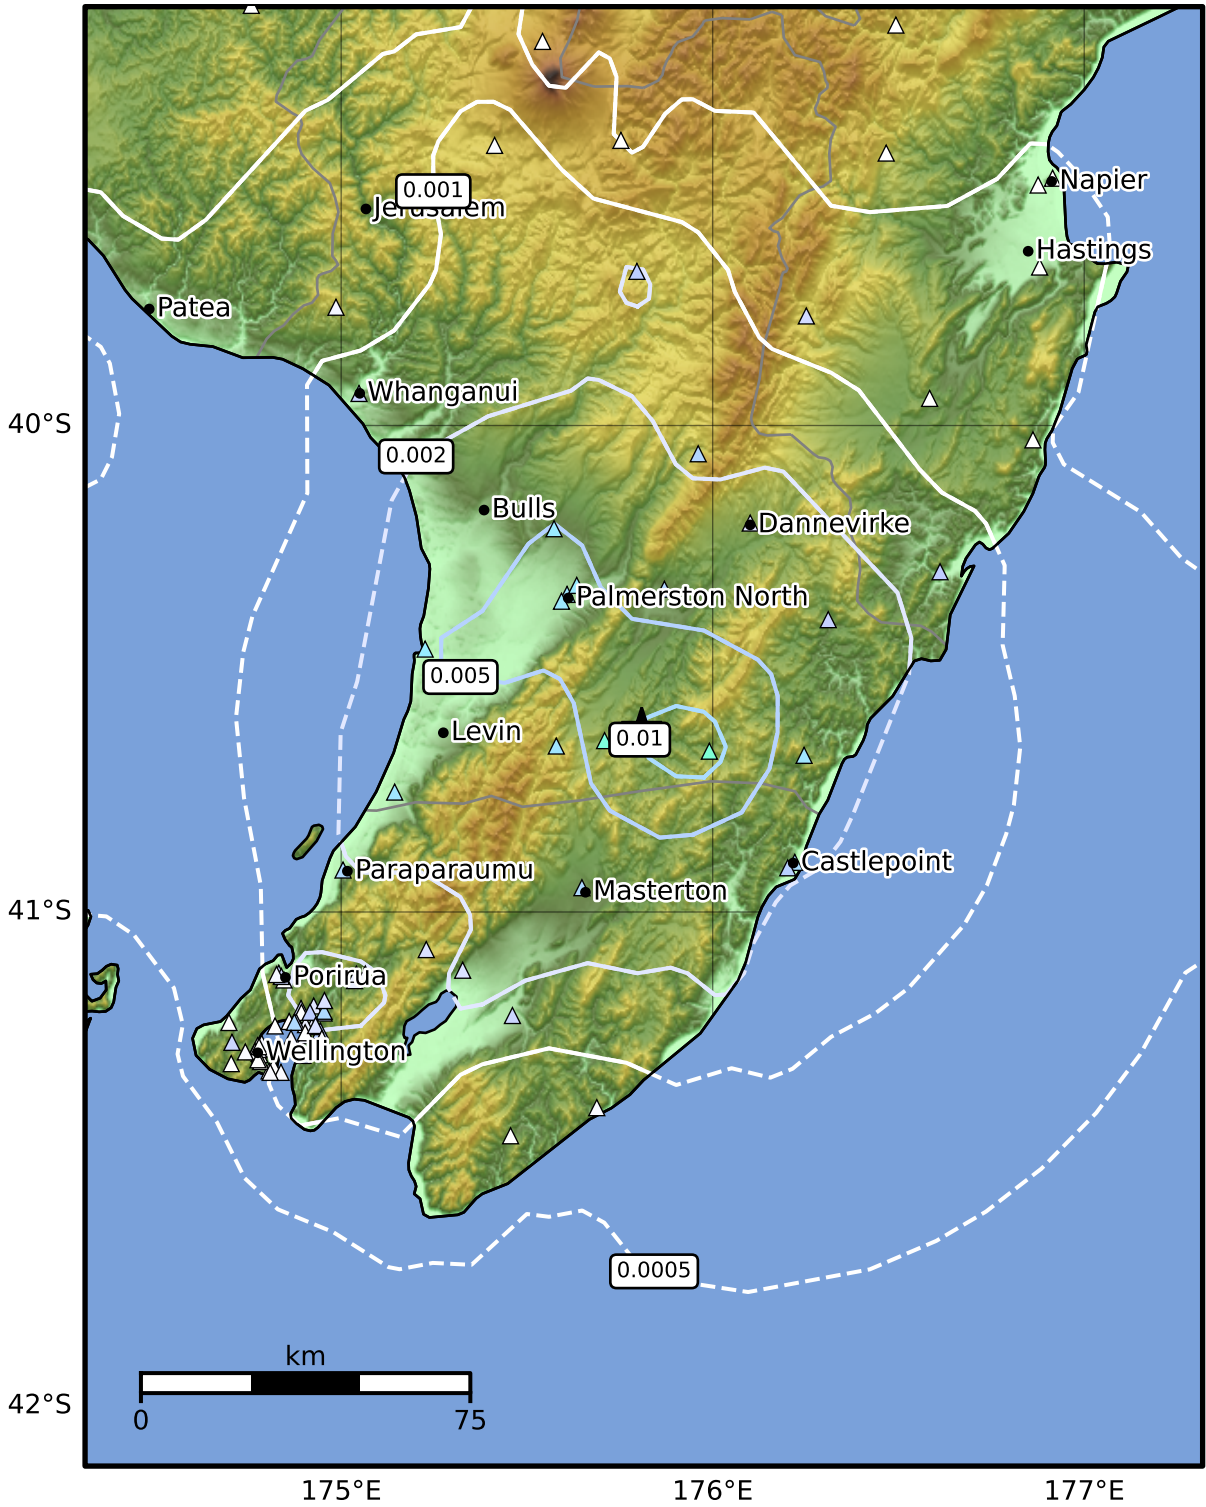 Napier
0.001
Jerusalem
Hastings
Patea
Whanganui
40°S
0.002
Bulls
Dannevirke
Palmerston North
0.005
Levin
0.01
Castlepoint
Paraparaumu
Masterton
41°S
Porirua
Wellington
0.0005
km
0
75
42°S
175°E
176°E
177°E